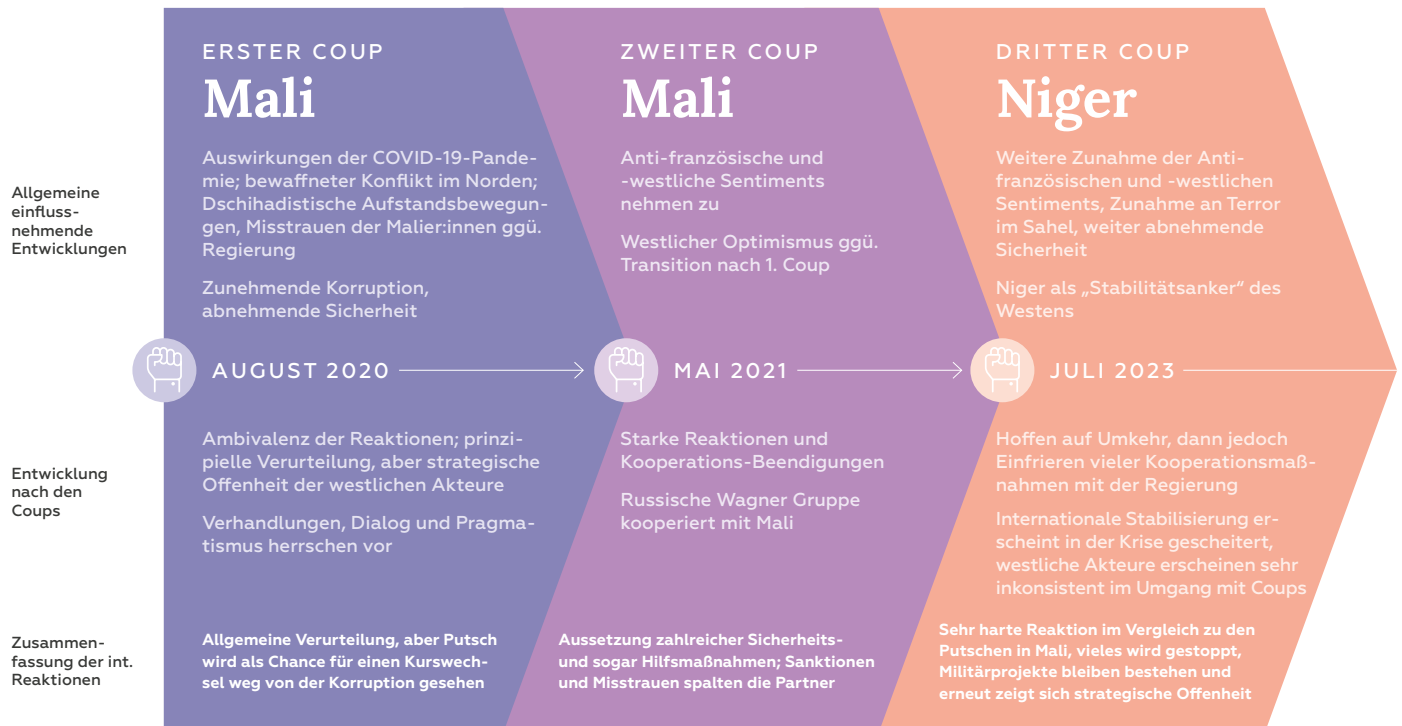 ERSTER COUP
Mali
ZWEITER COUP
Mali
DRITTER COUP
Niger
Allgemeine
einfluss-
nehmende
Entwicklungen
Auswirkungen der COVID-19-Pande-
mie; bewaffneter Konflikt im Norden;
Dschihadistische Aufstandsbewegun-
gen, Misstrauen der Malier:innen ggü.
Regierung
Zunehmende Korruption,
abnehmende Sicherheit
Anti-französische und
-westliche Sentiments
nehmen zu
Westlicher Optimismus ggü.
Transition nach 1. Coup
Weitere Zunahme der Anti-
französischen und -westlichen
Sentiments, Zunahme an Terror
im Sahel, weiter abnehmende
Sicherheit
Niger als „Stabilitätsanker“ des
Westens
AUGUST 2020
MAI 2021
JULI 2023
Entwicklung
nach den
Coups
Ambivalenz der Reaktionen; prinzi-
pielle Verurteilung, aber strategische
Offenheit der westlichen Akteure
Verhandlungen, Dialog und Pragma-
tismus herrschen vor
Starke Reaktionen und
Kooperations-Beendigungen
Russische Wagner Gruppe
kooperiert mit Mali
Hoffen auf Umkehr, dann jedoch
Einfrieren vieler Kooperationsmaß-
nahmen mit der Regierung
Internationale Stabilisierung er-
scheint in der Krise gescheitert,
westliche Akteure erscheinen sehr
inkonsistent im Umgang mit Coups
Zusammen-
fassung der int.
Reaktionen
Allgemeine Verurteilung, aber Putsch
wird als Chance für einen Kurswech-
sel weg von der Korruption gesehen
Aussetzung zahlreicher Sicherheits-
und sogar Hilfsmaßnahmen; Sanktionen
und Misstrauen spalten die Partner
Sehr harte Reaktion im Vergleich zu den
Putschen in Mali, vieles wird gestoppt,
Militärprojekte bleiben bestehen und
erneut zeigt sich strategische Offenheit